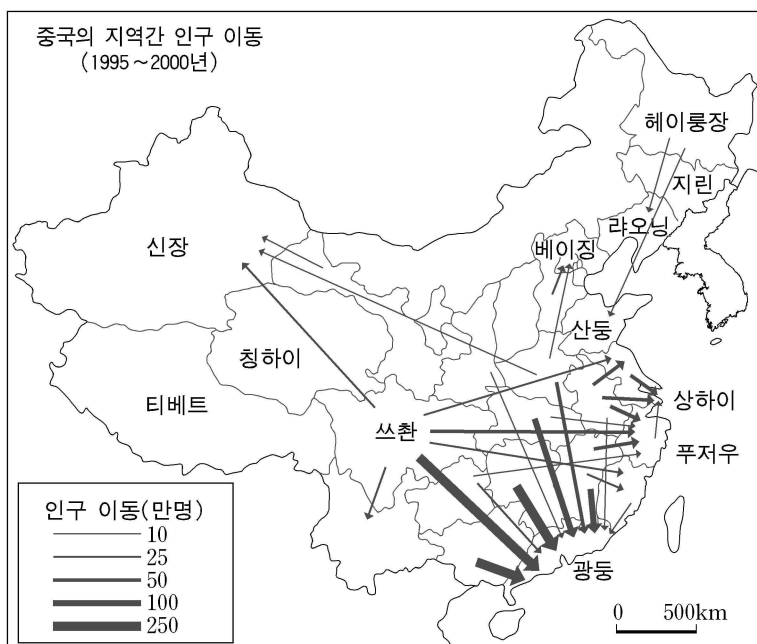 중국의 지역간 인구 이동
(1995～2000년)
헤이룽장
지린
랴오닝
베이징
신장
산둥
칭하이
티베트
상하이
쓰촨
푸저우
광둥
인구 이동(만명)
10
25
50
100
250
0 500km